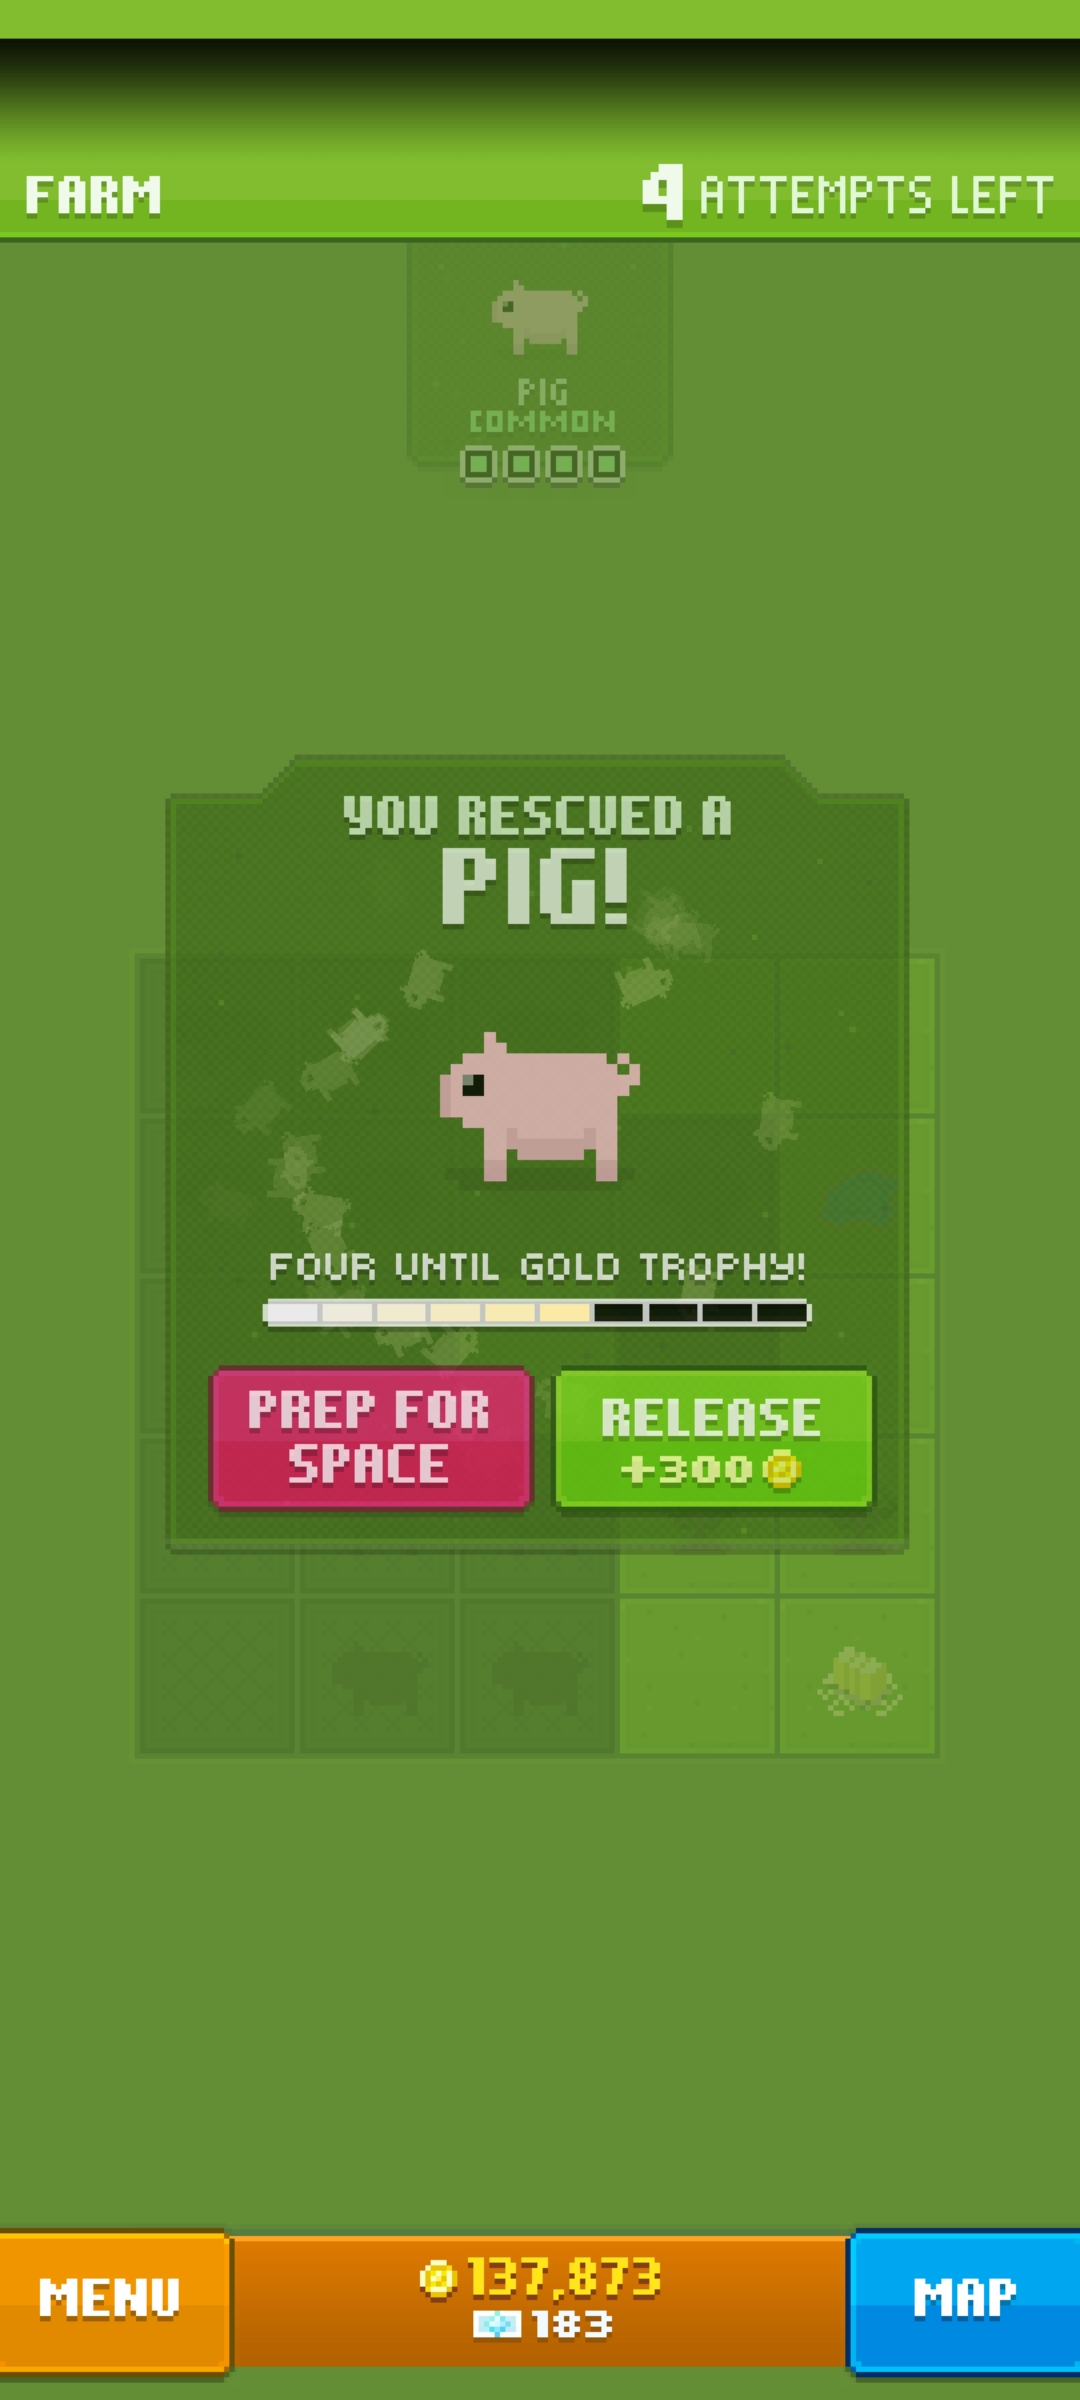 FARM
4 ATTEMPTS LEFT
PIG
COMMON
YOU RESCUED A
PIG!
FOUR UNTIL GOLD TROPHY!
PREP FOR
SPACE
RELEASE
+300
MENU
137,873
183
MAP